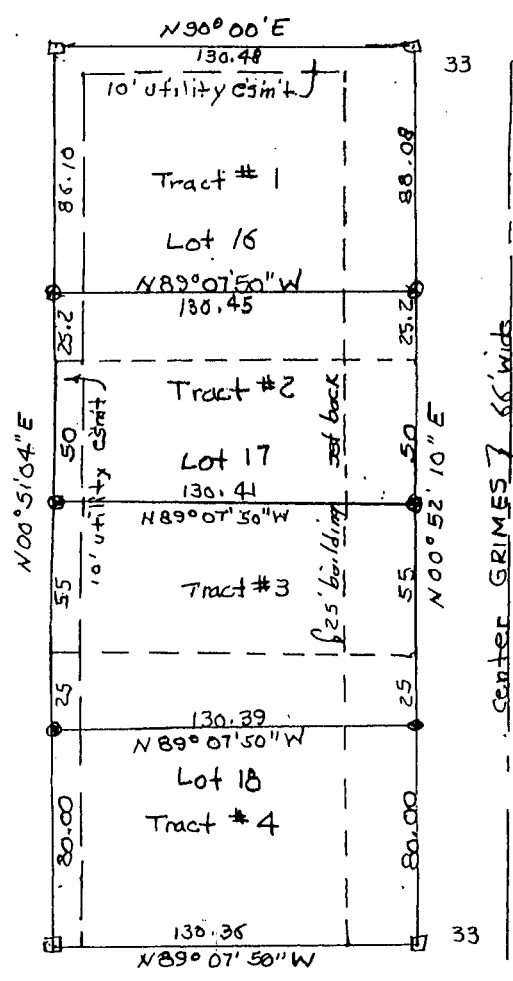 N90°00'E
130.48
33
10' utility esm't
86.10
88.08
Tract # 1
Lot 16
N89°07'50"W
130.45
25.2
25.2
Tract #2
10' utility esmt
25' building set back
50
50
N00°51'04"E
N00°52'10"E
center GRIMES 66' wide
Lot 17
130.41
N89°07'50"W
55
55
Tract #3
25
25
130.39
N89°07'50"W
Lot 18
Tract # 4
80.00
80.00
130.36
33
N89°07'50"W